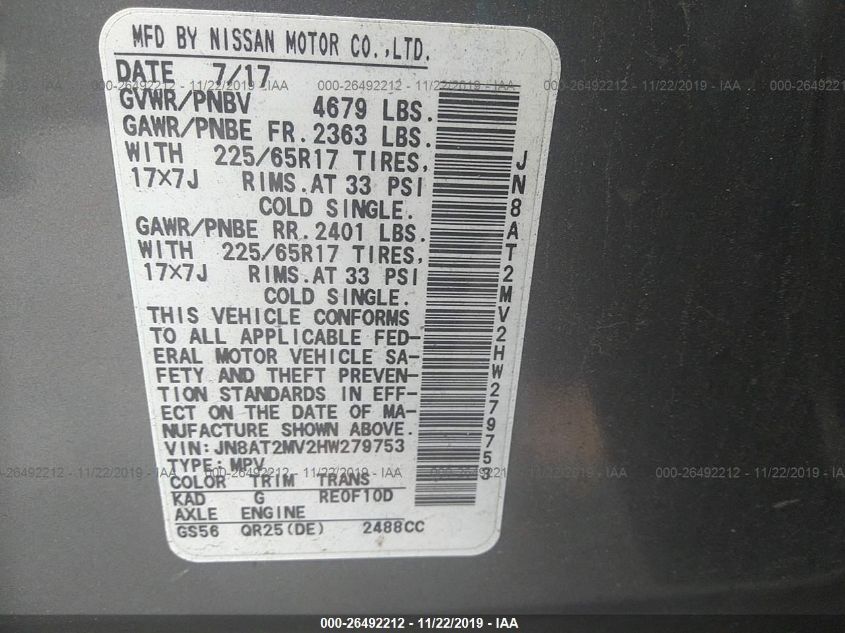 MFD BY NISSAN MOTOR CO.,LTD.
DATE 7/17
GVWR/PNBV 4679 LBS.
GAWR/PNBE FR.2363 LBS.
WITH 225/65R17 TIRES,
17X7J RIMS.AT 33 PSI
COLD SINGLE.
GAWR/PNBE RR.2401 LBS.
WITH 225/65R17 TIRES,
17X7J RIMS.AT 33 PSI
COLD SINGLE.
THIS VEHICLE CONFORMS
TO ALL APPLICABLE FED-
ERAL MOTOR VEHICLE SA-
FETY AND THEFT PREVEN-
TION STANDARDS IN EFF-
ECT ON THE DATE OF MA-
NUFACTURE SHOWN ABOVE.
VIN:JN8AT2MV2HW279753
TYPE:MPV
COLOR TRIM TRANS
KAD G RE0F10D
AXLE ENGINE
GS56 QR25(DE) 2488CC
JN8AT2MV2HW279753
000-26492212 - 11/22/2019 - IAA